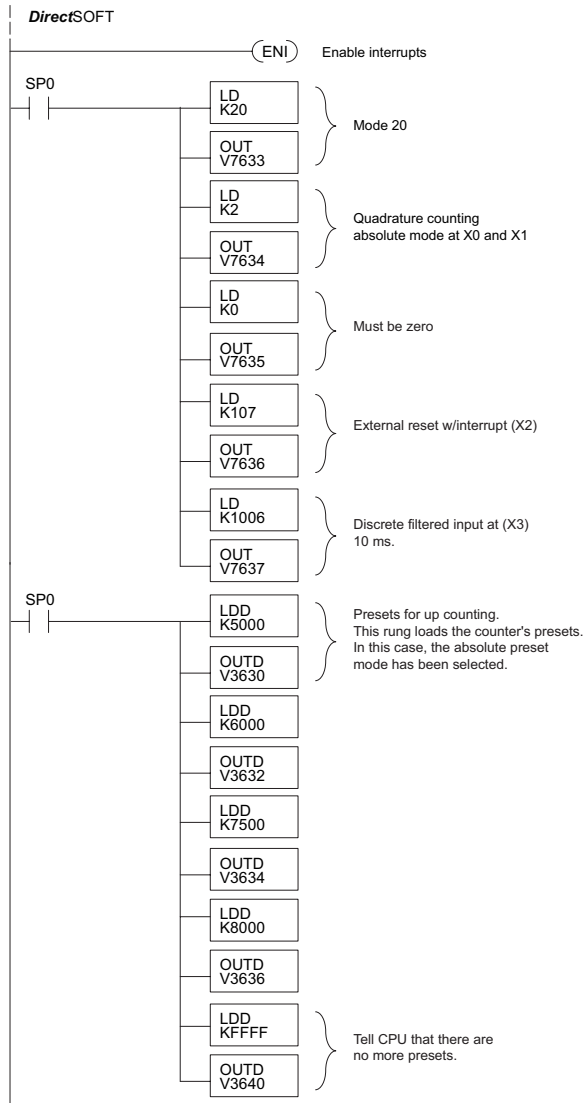 DirectSOFT
ENI
Enable interrupts
SP0
LD
K20
Mode 20
OUT
V7633
LD
K2
Quadrature counting
absolute mode at X0 and X1
OUT
V7634
LD
K0
Must be zero
OUT
V7635
LD
K107
External reset w/interrupt (X2)
OUT
V7636
LD
K1006
Discrete filtered input at (X3)
10 ms.
OUT
V7637
SP0
LDD
K5000
Presets for up counting.
This rung loads the counter's presets.
In this case, the absolute preset
mode has been selected.
OUTD
V3630
LDD
K6000
OUTD
V3632
LDD
K7500
OUTD
V3634
LDD
K8000
OUTD
V3636
LDD
KFFFF
Tell CPU that there are
no more presets.
OUTD
V3640